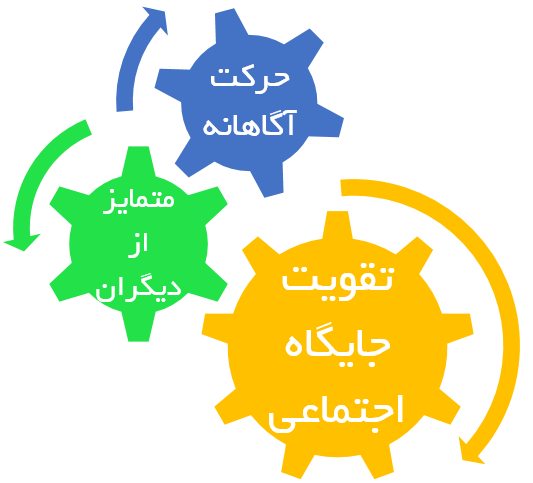 حرکت
آگاهانه
متمایز
از
دیگران
تقویت
جایگاه
اجتماعی